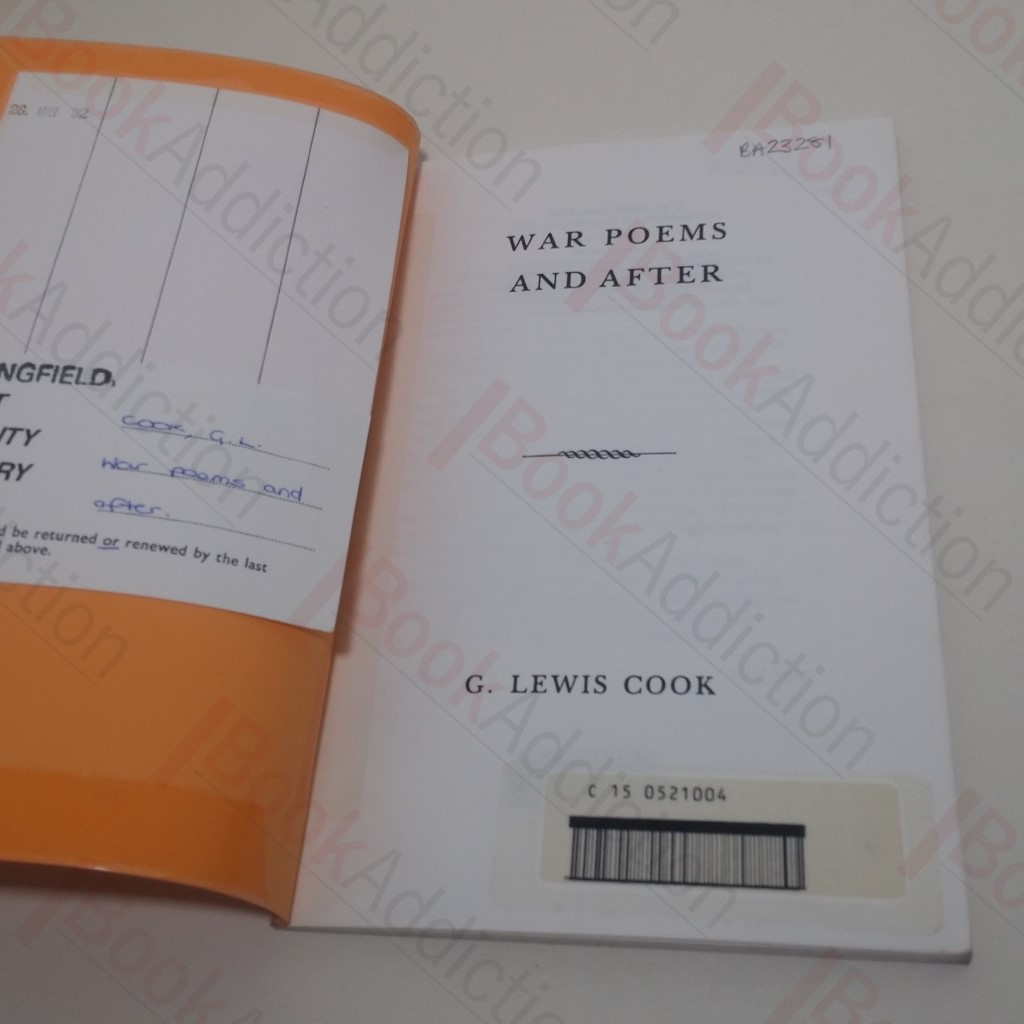 NGFIELD,
T
ITY
RY
Cook, G.L.
War poems and
after.
d be returned or renewed by the last
above.
BA23281
WAR POEMS
AND AFTER
G. LEWIS COOK
C 15 0521004
BookAddiction